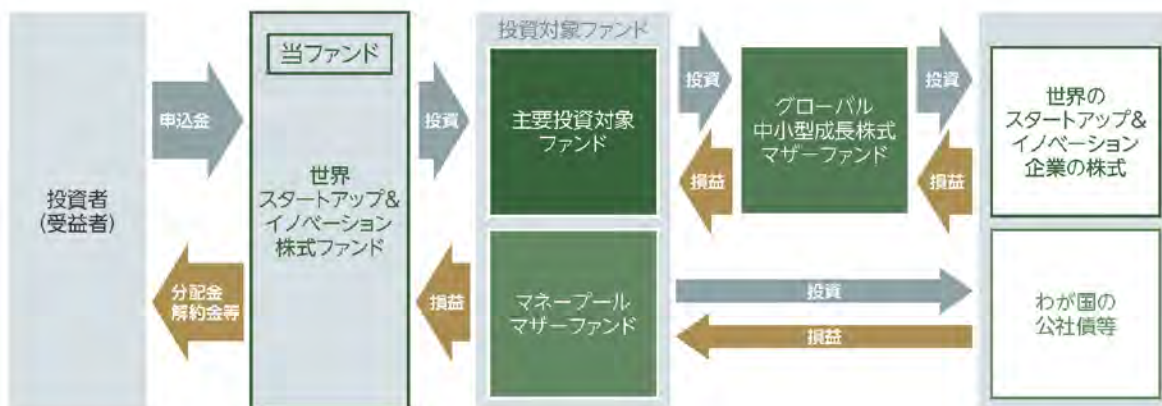 投資者
(受益者)
申込金
分配金
解約金等
当ファンド
世界
スタートアップ&
イノベーション
株式ファンド
投資
損益
投資対象ファンド
主要投資対象
ファンド
マネープール
マザーファンド
投資
損益
グローバル
中小型成長株式
マザーファンド
投資
損益
世界の
スタートアップ&
イノベーション
企業の株式
投資
損益
わが国の
公社債等